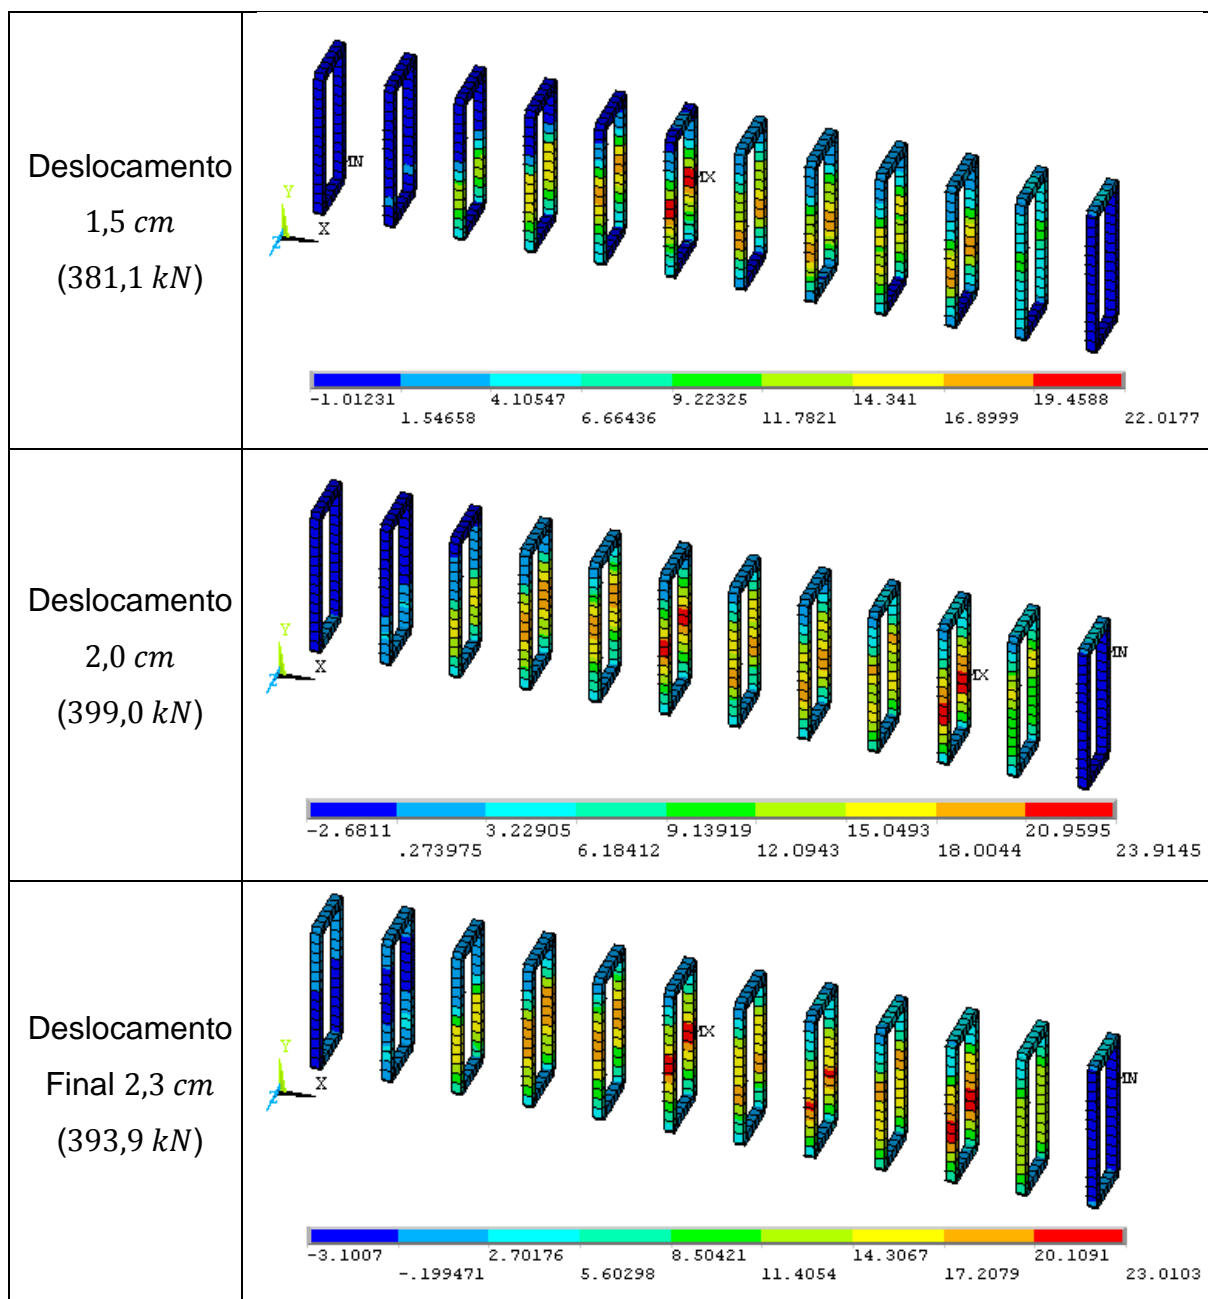 Deslocamento
1,5 cm
(381,1 kN)
MN
MX
Y
Z
X
-1.01231
4.10547
9.22325
14.341
19.4588
1.54658
6.66436
11.7821
16.8999
22.0177
Deslocamento
2,0 cm
(399,0 kN)
MN
MX
Y
Z
X
-2.6811
3.22905
9.13919
15.0493
20.9595
.273975
6.18412
12.0943
18.0044
23.9145
Deslocamento
Final 2,3 cm
(393,9 kN)
MX
Y
Z
X
MN
-3.1007
2.70176
8.50421
14.3067
20.1091
-.199471
5.60298
11.4054
17.2079
23.0103